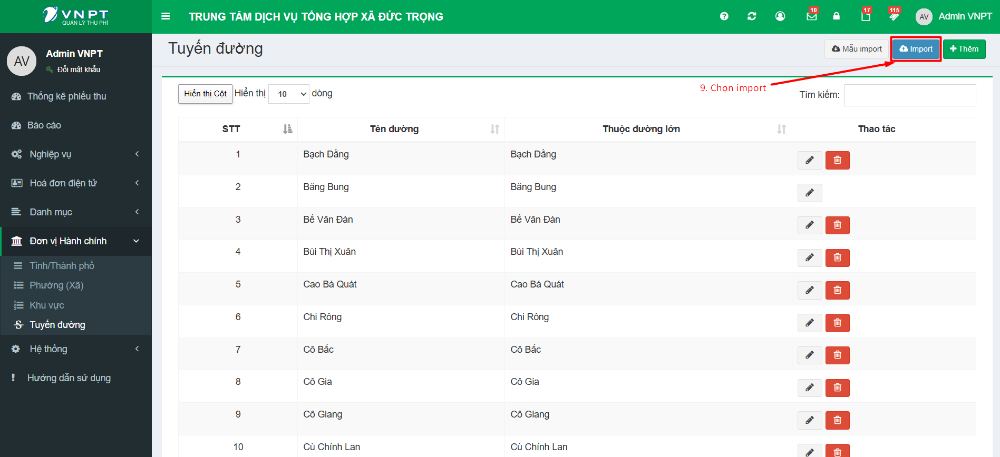 VNPT
QUẢN LÝ THU PHÍ
TRUNG TÂM DỊCH VỤ TỔNG HỢP XÃ ĐỨC TRỌNG
10
17
115
AV
Admin VNPT
AV
Admin VNPT
Đổi mật khẩu
Thống kê phiếu thu
Báo cáo
Nghiệp vụ
Hoá đơn điện tử
Danh mục
Đơn vị Hành chính
Tỉnh/Thành phố
Phường (Xã)
Khu vực
Tuyến đường
Hệ thống
Hướng dẫn sử dụng
Tuyến đường
Mẫu import
Import
Thêm
9. Chọn import
Hiển thị Cột Hiển thị 10 dòng
Tìm kiếm:
STT Tên đường Thuộc đường lớn Thao tác
1 Bạch Đằng Bạch Đằng
2 Băng Bung Băng Bung
3 Bế Văn Đàn Bế Văn Đàn
4 Bùi Thị Xuân Bùi Thị Xuân
5 Cao Bá Quát Cao Bá Quát
6 Chi Rông Chi Rông
7 Cô Bắc Cô Bắc
8 Cô Gia Cô Gia
9 Cô Giang Cô Giang
10 Cù Chính Lan Cù Chính Lan